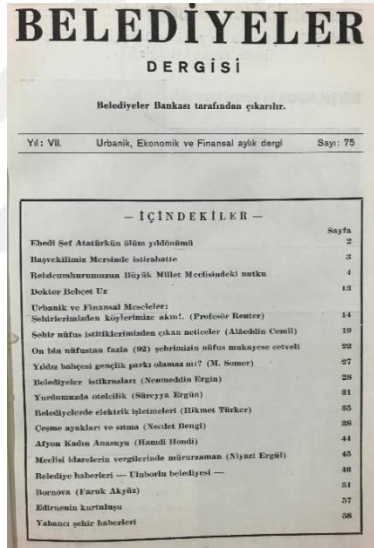 BELEDİYELER
DERGİSİ
Belediyeler Bankası tarafından çıkarılır.
Yıl: VII. Urbanik, Ekonomik ve Finansal aylık dergi Sayı: 75
— İÇİNDEKİLER —
Sayfa
Ebedî Şef Atatürkün ölüm yıldönümü 2
Başvekilimiz Mersinde istirahatte 3
Reisicumhurumuzun Büyük Millet Meclisindeki nutku 4
Doktor Behçet Uz 13
Urbanik ve Finansal Meseleler:
Şehirlerimizden köylerimize akın!. (Profesör Reuter) 14
Şehir nüfus istitiklerimizden çıkan neticeler (Alâeddin Cemil) 19
On bin nüfustan fazla (92) şehrimizin nüfus mukayese cetveli 22
Yıldız bahçesi gençlik parkı olamaz mı? (M. Somer) 27
Belediyeler istikrazları (Necmeddin Ergin) 28
Yurdumuzda otelcilik (Süreyya Ergün) 31
Belediyelerde elektrik işletmeleri (Hikmet Türker) 35
Çeşme ayakları ve sıtma (Necdet Bengi) 38
Afyon Kadın Anasıyıı (Hamdi Hondi) 44
Meclisi idarelerin vergilerinde müruruzaman (Niyazi Ergül) 45
Belediye haberleri — Uluborlu belediyesi — 46
Bornova (Faruk Akyüz) 51
Edirnenin kurtuluşu 57
Yabancı şehir haberleri 58